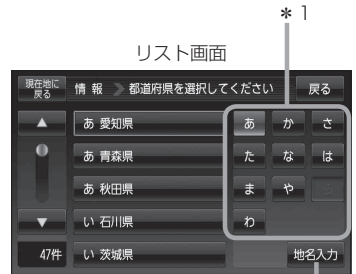 ＊1
リスト画面
現在地に
戻る
情 報 都道府県を選択してください
戻る
あ 愛知県
あ か さ
あ 青森県
た な は
あ 秋田県
ま や
い 石川県
わ
47件
い 茨城県
地名入力